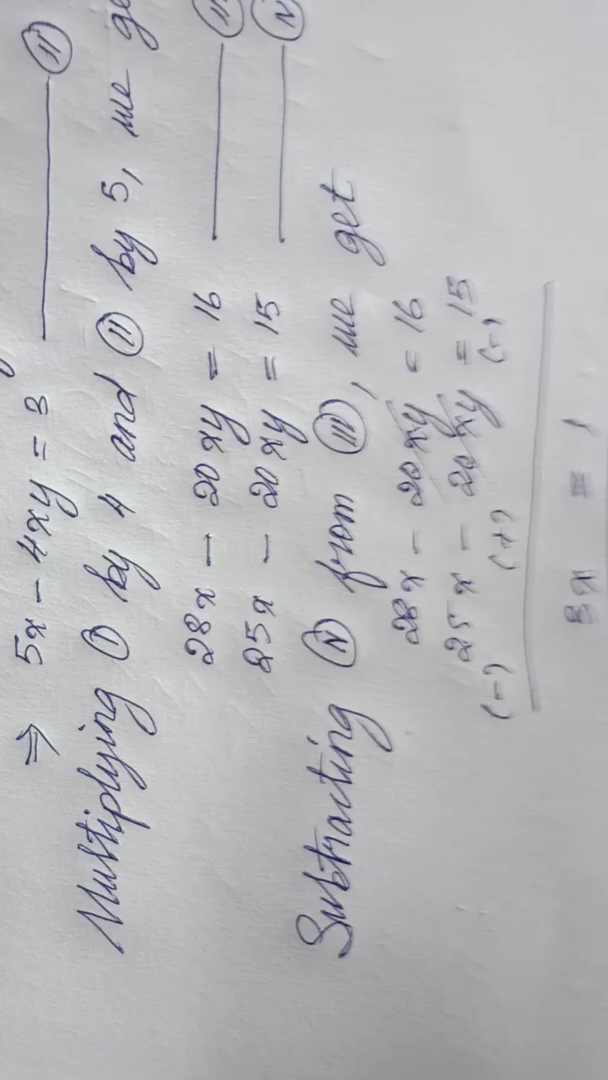 ⇒ 5x - 4xy = 3 ——— (II)
Multiplying (I) by 4 and (II) by 5, we ge
28x - 20xy = 16 ——— (III
25x - 20xy = 15 ——— (IV
Subtracting (IV) from (III), we get
28x - 20xy = 16
25x - 20xy = 15
(-) (+) (-)
3x = 1